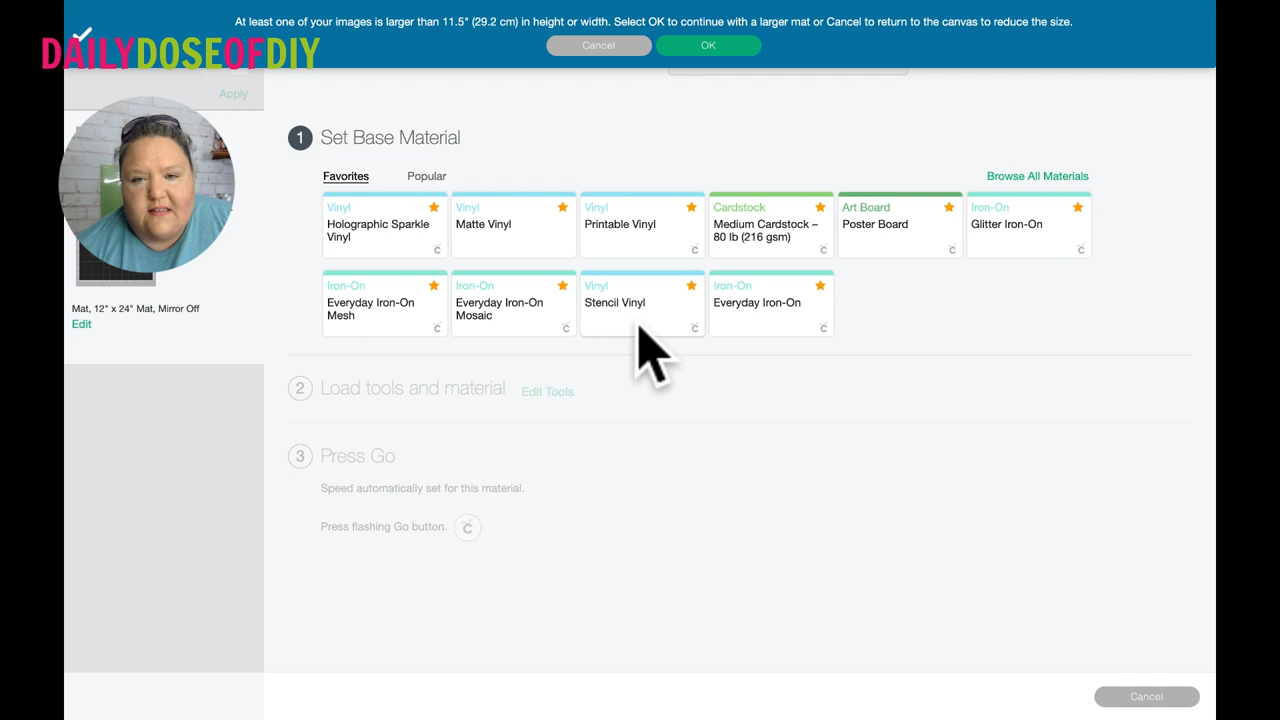 At least one of your images is larger than 11.5" (29.2 cm) in height or width. Select OK to continue with a larger mat or Cancel to return to the canvas to reduce the size.
Cancel
OK
DAILYDOSEOFDIY
Apply
1 Set Base Material
Favorites
Popular
Browse All Materials
Vinyl
Holographic Sparkle
Vinyl
Vinyl
Matte Vinyl
Vinyl
Printable Vinyl
Cardstock
Medium Cardstock –
80 lb (216 gsm)
Art Board
Poster Board
Iron-On
Glitter Iron-On
Iron-On
Everyday Iron-On
Mesh
Iron-On
Everyday Iron-On
Mosaic
Vinyl
Stencil Vinyl
Iron-On
Everyday Iron-On
Mat, 12" x 24" Mat, Mirror Off
Edit
2 Load tools and material
Edit Tools
3 Press Go
Speed automatically set for this material.
Press flashing Go button.
Cancel